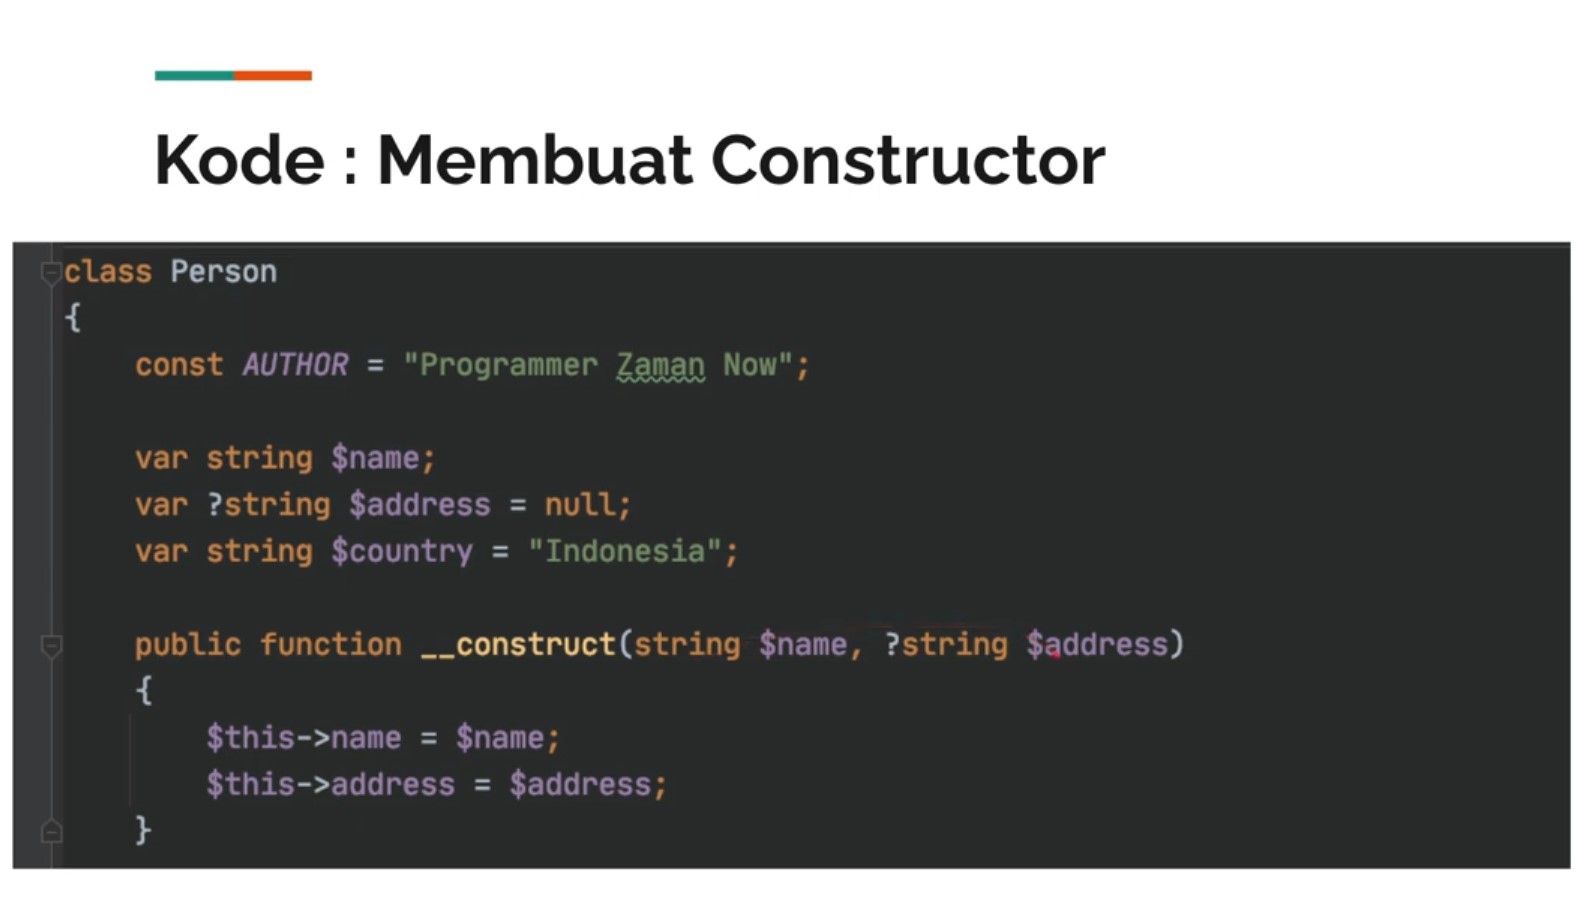 Kode : Membuat Constructor
class Person
{
    const AUTHOR = "Programmer Zaman Now";
    var string $name;
    var ?string $address = null;
    var string $country = "Indonesia";
    public function __construct(string $name, ?string $address)
    {
        $this->name = $name;
        $this->address = $address;
    }